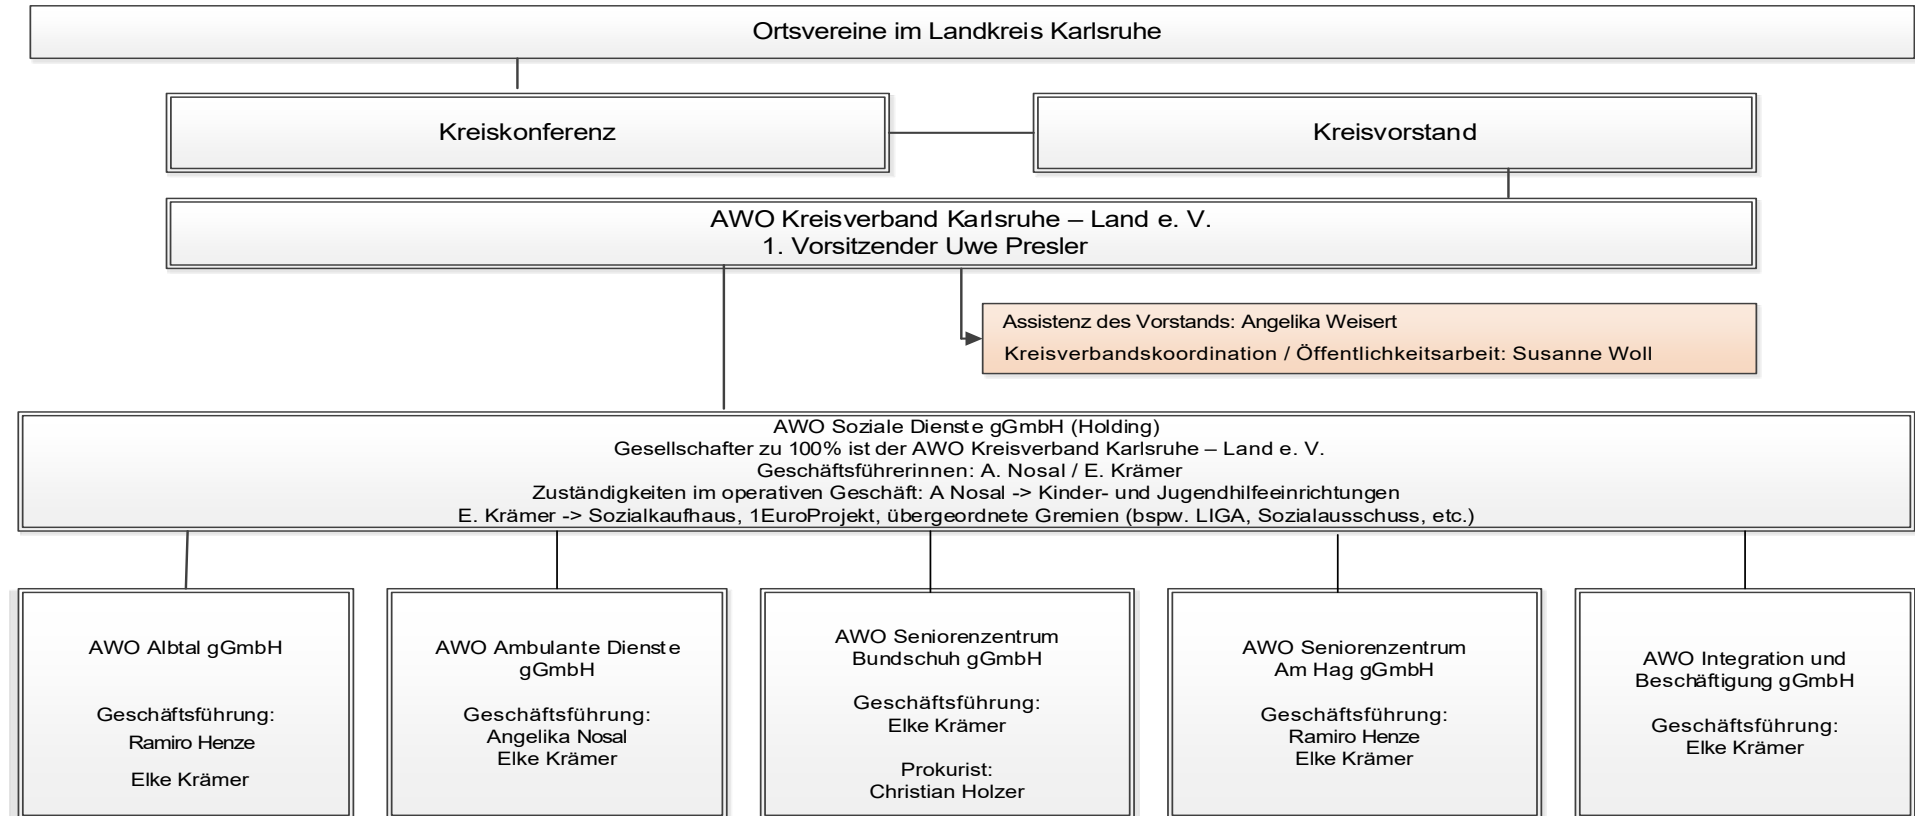 Ortsvereine im Landkreis Karlsruhe
Kreiskonferenz
Kreisvorstand
AWO Kreisverband Karlsruhe – Land e. V.
1. Vorsitzender Uwe Presler
Assistenz des Vorstands: Angelika Weisert
Kreisverbandskoordination / Öffentlichkeitsarbeit: Susanne Woll
AWO Soziale Dienste gGmbH (Holding)
Gesellschafter zu 100% ist der AWO Kreisverband Karlsruhe – Land e. V.
Geschäftsführerinnen: A. Nosal / E. Krämer
Zuständigkeiten im operativen Geschäft: A Nosal -> Kinder- und Jugendhilfeeinrichtungen
E. Krämer -> Sozialkaufhaus, 1EuroProjekt, übergeordnete Gremien (bspw. LIGA, Sozialausschuss, etc.)
AWO Albtal gGmbH
Geschäftsführung:
Ramiro Henze
Elke Krämer
AWO Ambulante Dienste
gGmbH
Geschäftsführung:
Angelika Nosal
Elke Krämer
AWO Seniorenzentrum
Bundschuh gGmbH
Geschäftsführung:
Elke Krämer
Prokurist:
Christian Holzer
AWO Seniorenzentrum
Am Hag gGmbH
Geschäftsführung:
Ramiro Henze
Elke Krämer
AWO Integration und
Beschäftigung gGmbH
Geschäftsführung:
Elke Krämer